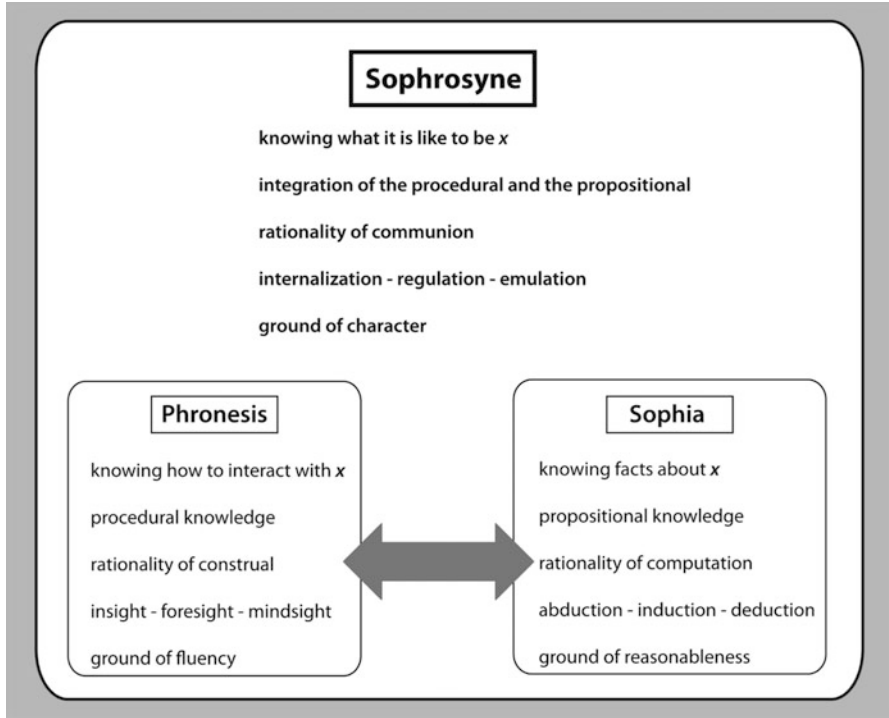 Sophrosyne
knowing what it is like to be x
integration of the procedural and the propositional
rationality of communion
internalization - regulation - emulation
ground of character
Phronesis
knowing how to interact with x
procedural knowledge
rationality of construal
insight - foresight - mindsight
ground of fluency
Sophia
knowing facts about x
propositional knowledge
rationality of computation
abduction - induction - deduction
ground of reasonableness